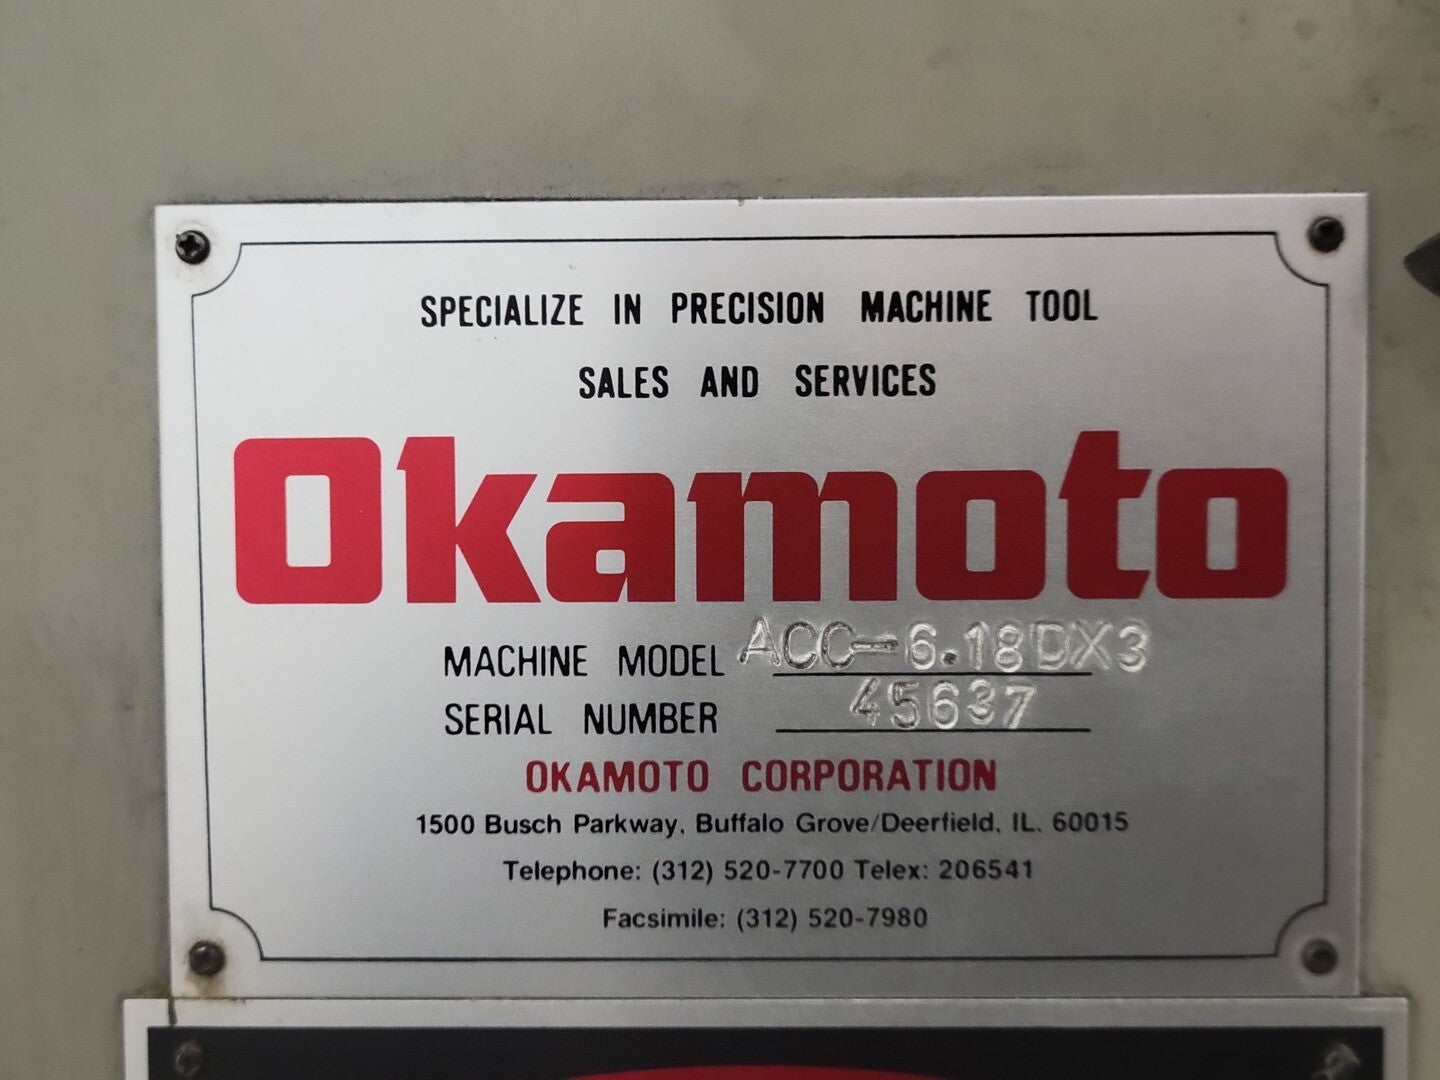 SPECIALIZE IN PRECISION MACHINE TOOL
SALES AND SERVICES
Okamoto
MACHINE MODEL ACC-6.18DX3
SERIAL NUMBER 45637
OKAMOTO CORPORATION
1500 Busch Parkway, Buffalo Grove/Deerfield, IL. 60015
Telephone: (312) 520-7700 Telex: 206541
Facsimile: (312) 520-7980